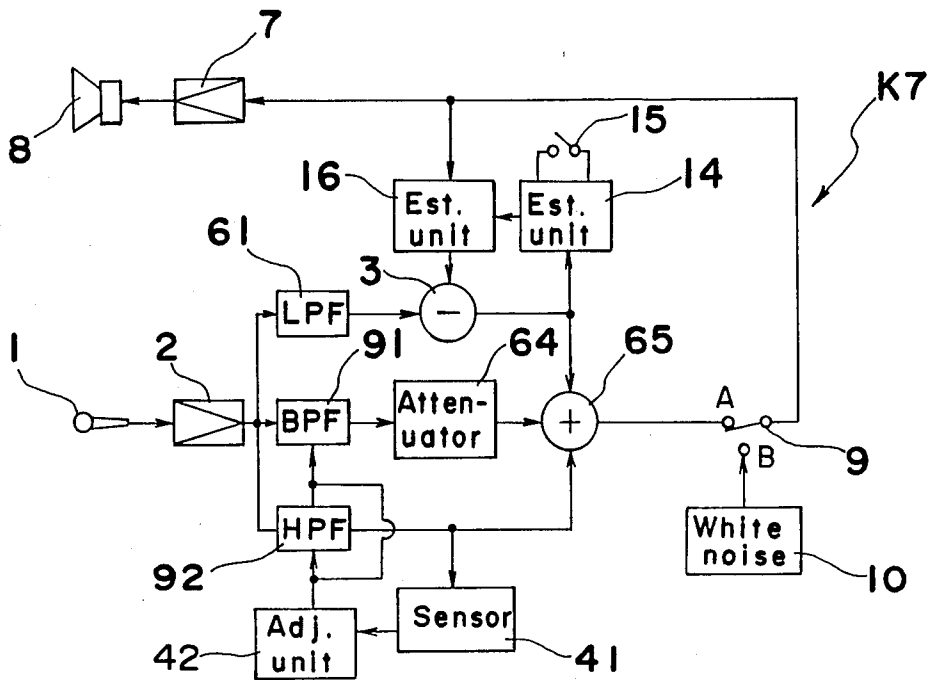 7
K7
8
15
16
14
Est.
unit
Est.
unit
61
3
LPF
−
91
64
65
1
2
BPF
Atten-
uator
+
A
9
B
HPF
92
White
noise
10
Adj.
unit
Sensor
42
41